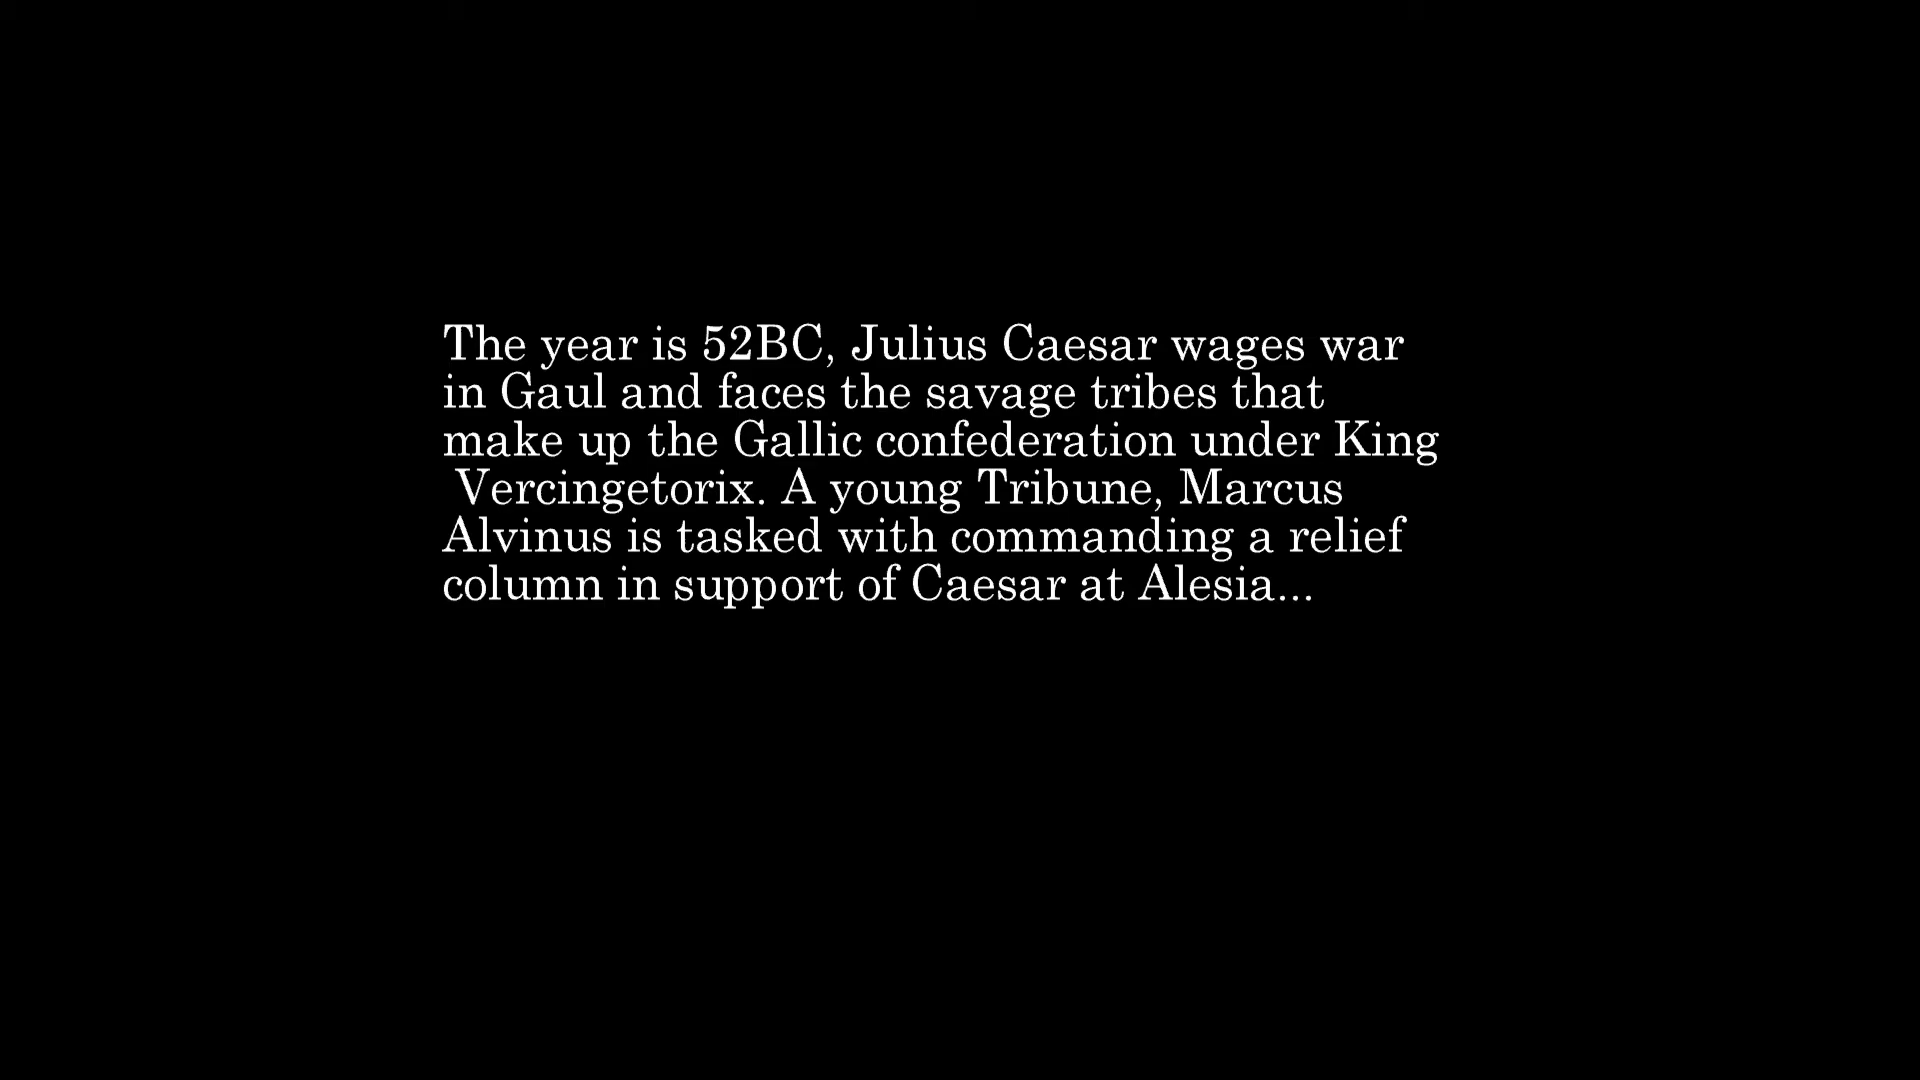 The year is 52BC, Julius Caesar wages war
in Gaul and faces the savage tribes that
make up the Gallic confederation under King
Vercingetorix. A young Tribune, Marcus
Alvinus is tasked with commanding a relief
column in support of Caesar at Alesia...